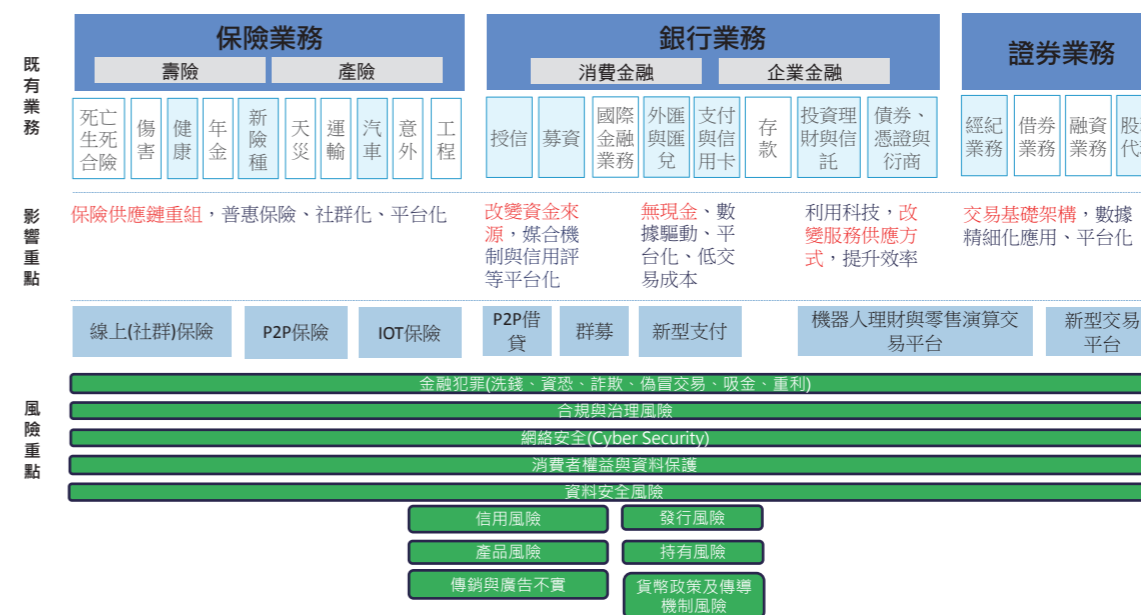 保險業務
銀行業務
證券業務
壽險
產險
消費金融
企業金融
既
有
業
務
死亡
生死
合險
傷
害
健
康
年
金
新
險
種
天
災
運
輸
汽
車
意
外
工
程
授信
募資
國際
金融
業務
外匯
與匯
兌
支付
與信
用卡
存
款
投資理
財與信
託
債券、
憑證與
衍商
經紀
業務
借券
業務
融資
業務
影
響
重
點
保險供應鏈重組，普惠保險、社群化、平台化
改變資金來
源，媒合機
制與信用評
等平台化
無現金、數
據驅動、平
台化、低交
易成本
利用科技，改
變服務供應方
式，提升效率
交易基礎架構，數據
精細化應用、平台化
線上(社群)保險
P2P保險
IOT保險
P2P借
貸
群募
新型支付
機器人理財與零售演算交
易平台
新型交易
平台
風
險
重
點
金融犯罪(洗錢、資恐、詐欺、偽冒交易、吸金、重利)
合規與治理風險
網絡安全(Cyber Security)
消費者權益與資料保護
資料安全風險
信用風險
發行風險
產品風險
持有風險
傳銷與廣告不實
貨幣政策及傳導
機制風險